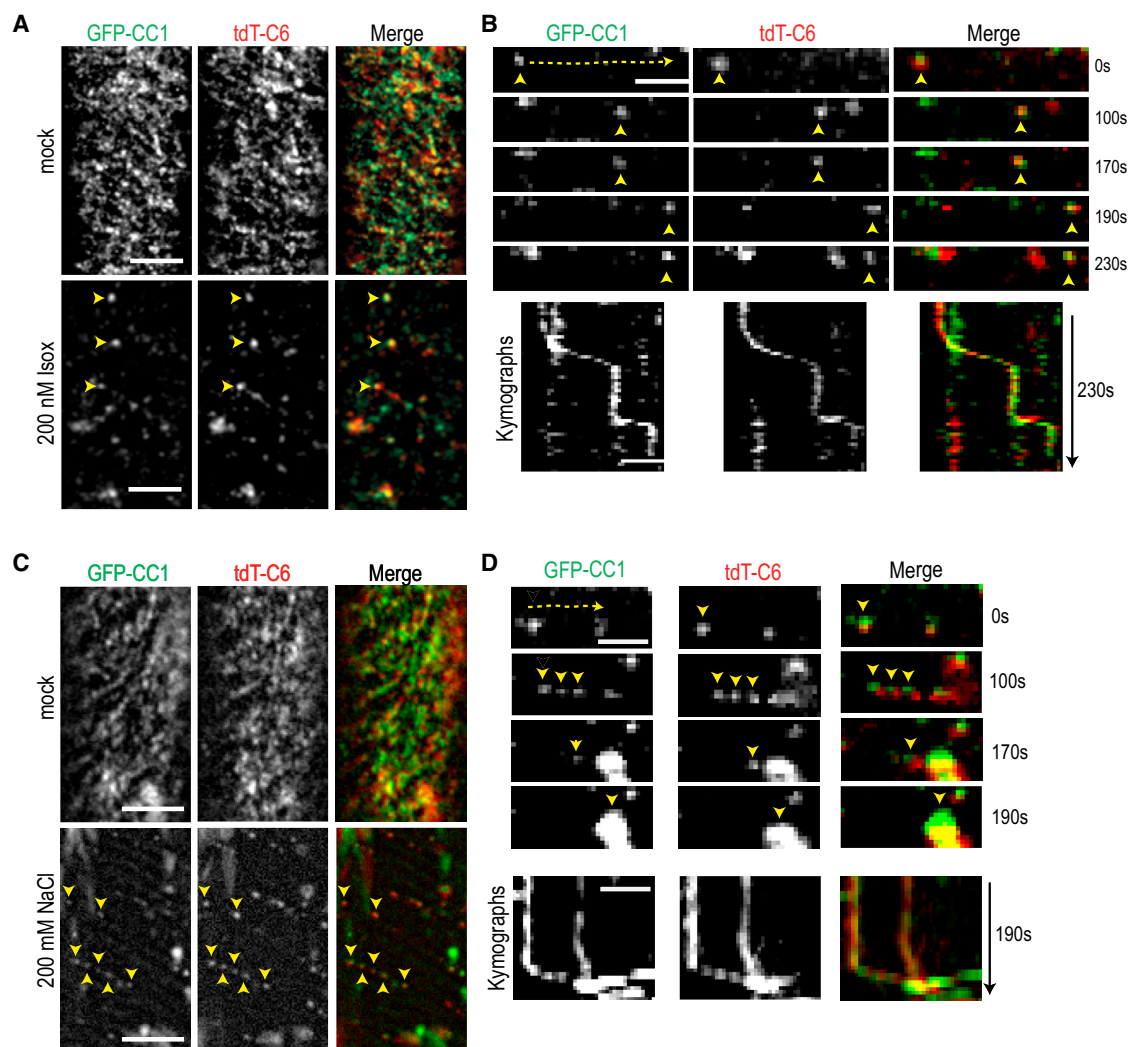 A
GFP-CC1 tdT-C6 Merge
mock
200 nM Isox
B
GFP-CC1 tdT-C6 Merge
0s
100s
170s
190s
230s
Kymographs
230s
C
GFP-CC1 tdT-C6 Merge
mock
200 mM NaCl
D
GFP-CC1 tdT-C6 Merge
0s
100s
170s
190s
Kymographs
190s